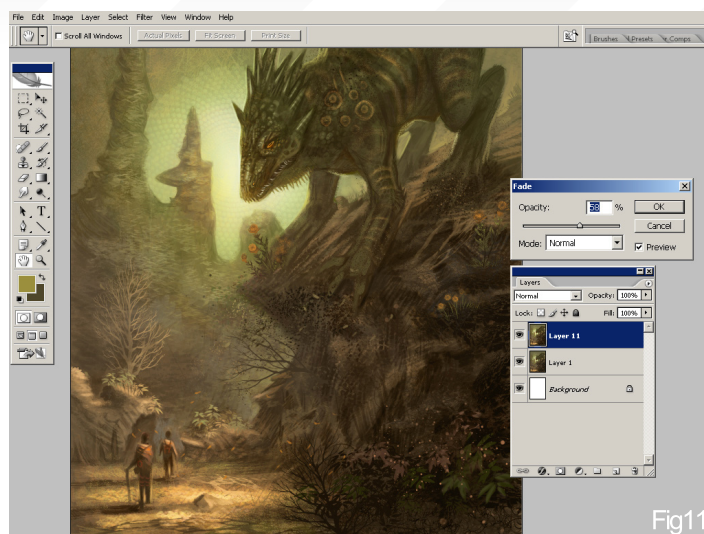 File Edit Image Layer Select Filter View Window Help
Scroll All Windows Actual Pixels Fit Screen Print Size
Brushes Presets Comps
Fade
Opacity: 58 % OK
Cancel
Mode: Normal Preview
Layers
Normal Opacity: 100%
Lock: Fill: 100%
Layer 11
Layer 1
Background
T
Fig11